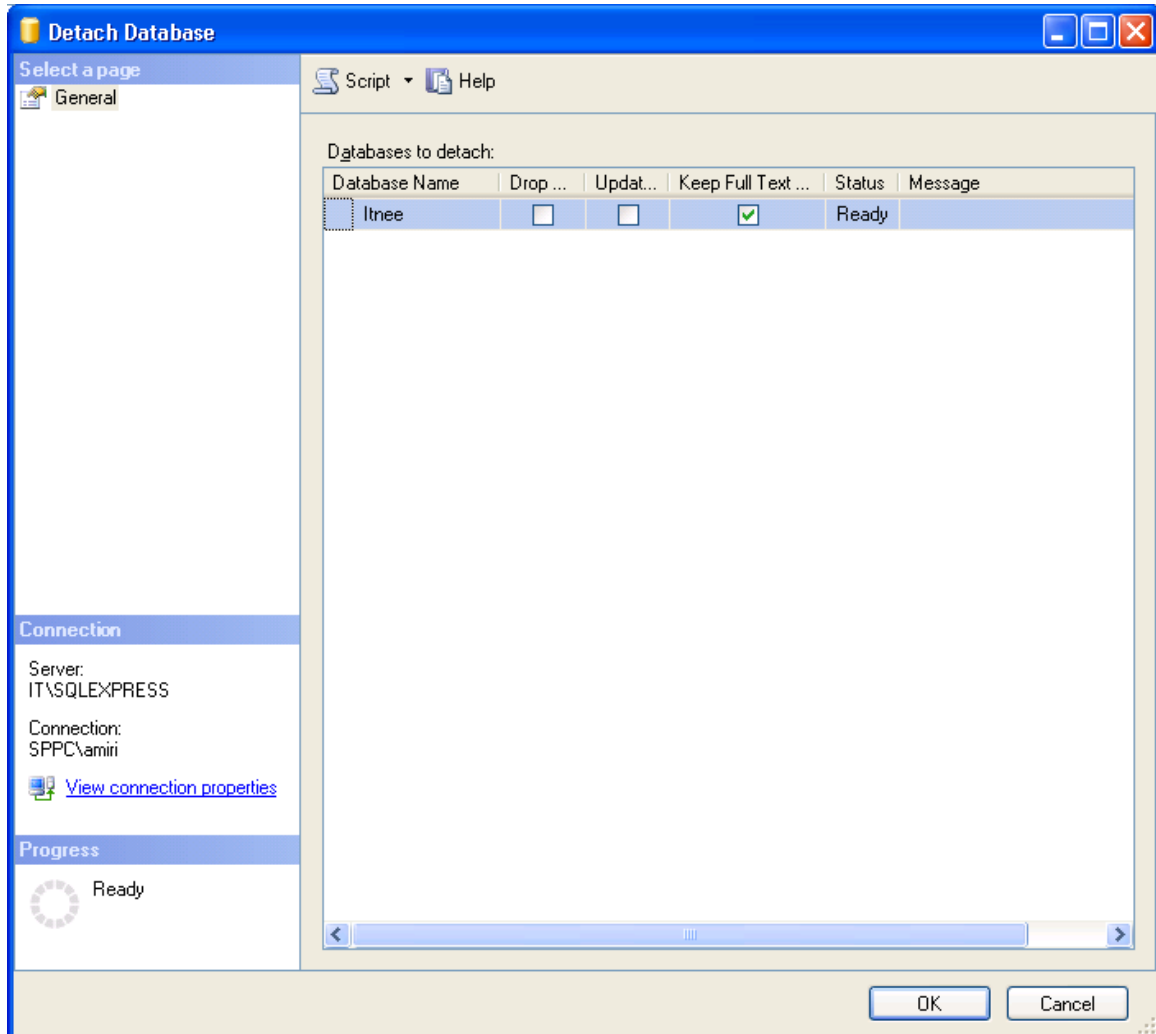 Detach Database
Select a page
General
Script Help
Databases to detach:
Database Name Drop ... Updat... Keep Full Text ... Status Message
Itnee Ready
Connection
Server:
IT\SQLEXPRESS
Connection:
SPPC\amiri
View connection properties
Progress
Ready
OK Cancel